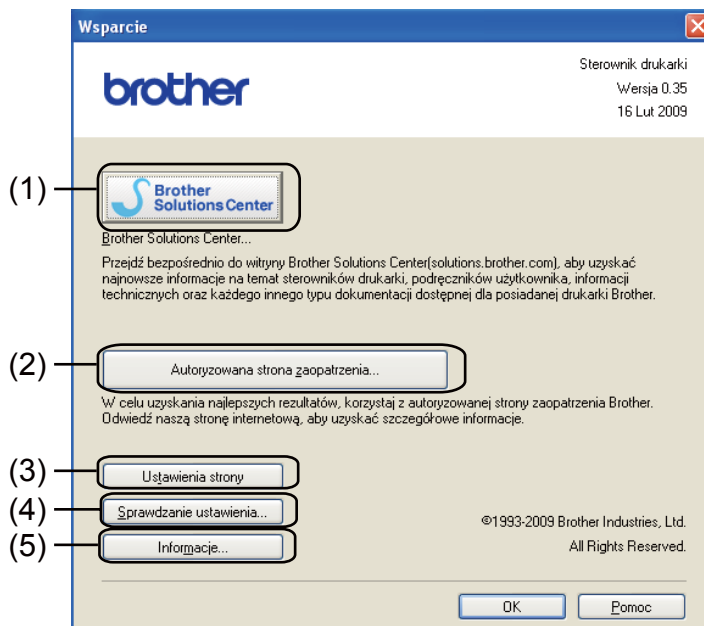 Wsparcie
brother
Sterownik drukarki
Wersja 0.35
16 Lut 2009
(1)
Brother
Solutions Center
Brother Solutions Center...
Przejdź bezpośrednio do witryny Brother Solutions Center(solutions.brother.com), aby uzyskać
najnowsze informacje na temat sterowników drukarki, podręczników użytkownika, informacji
technicznych oraz każdego innego typu dokumentacji dostępnej dla posiadanej drukarki Brother.
(2)
Autoryzowana strona zaopatrzenia...
W celu uzyskania najlepszych rezultatów, korzystaj z autoryzowanej strony zaopatrzenia Brother.
Odwiedź naszą stronę internetową, aby uzyskać szczegółowe informacje.
(3)
Ustawienia strony
(4)
Sprawdzanie ustawienia...
(5)
Informacje...
©1993-2009 Brother Industries, Ltd.
All Rights Reserved.
OK
Pomoc